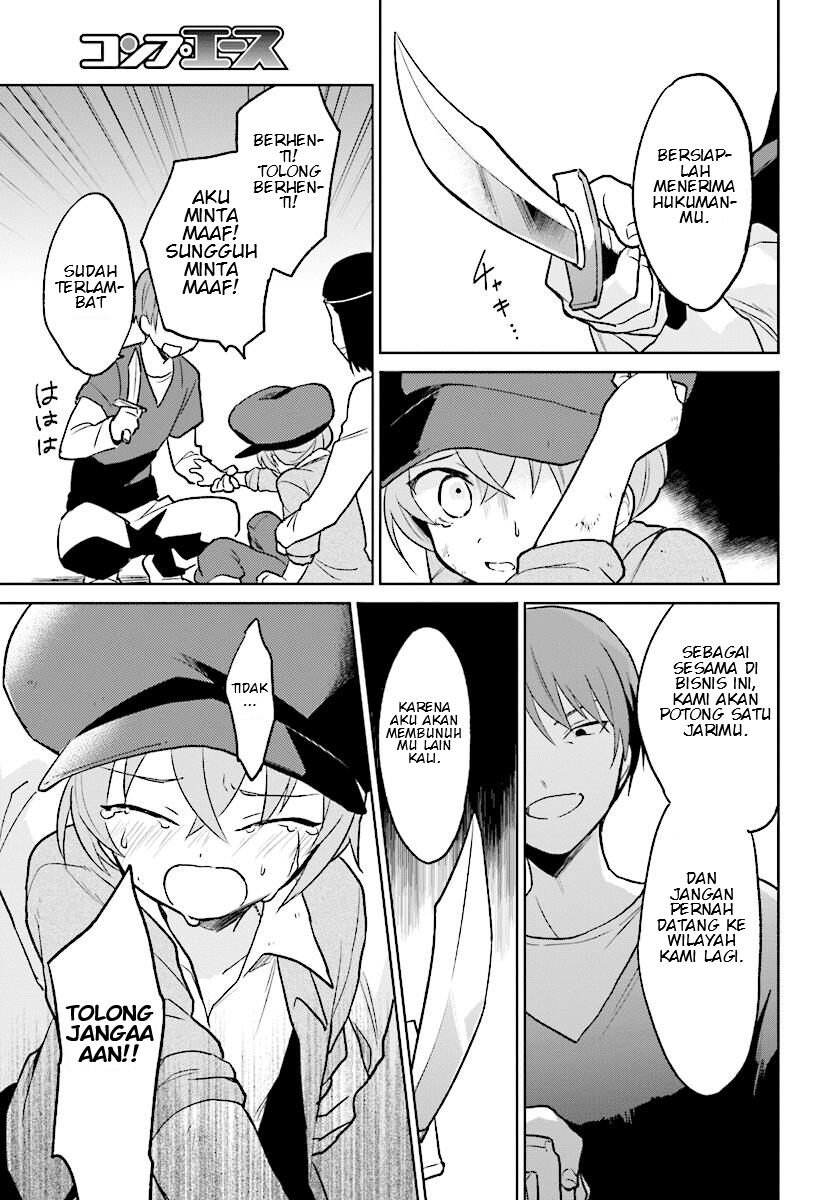 コンプエース
BERSIAP-
LAH
MENERIMA
HUKUMAN-
MU.
チャキ…
BERHEN-
TI!
TOLONG
BERHEN-
TI!
AKU
MINTA
MAAF!
SUNGGUH
MINTA
MAAF!
SUDAH
TERLAM-
BAT
はははは
SEBAGAI
SESAMA DI
BISNIS INI,
KAMI AKAN
POTONG SATU
JARIMU.
DAN
JANGAN
PERNAH
DATANG KE
WILAYAH
KAMI LAGI.
KARENA
AKU AKAN
MEMBUNUH
MU LAIN
KALI.
TIDAK
...
TOLONG
JANGAA
AAN!!